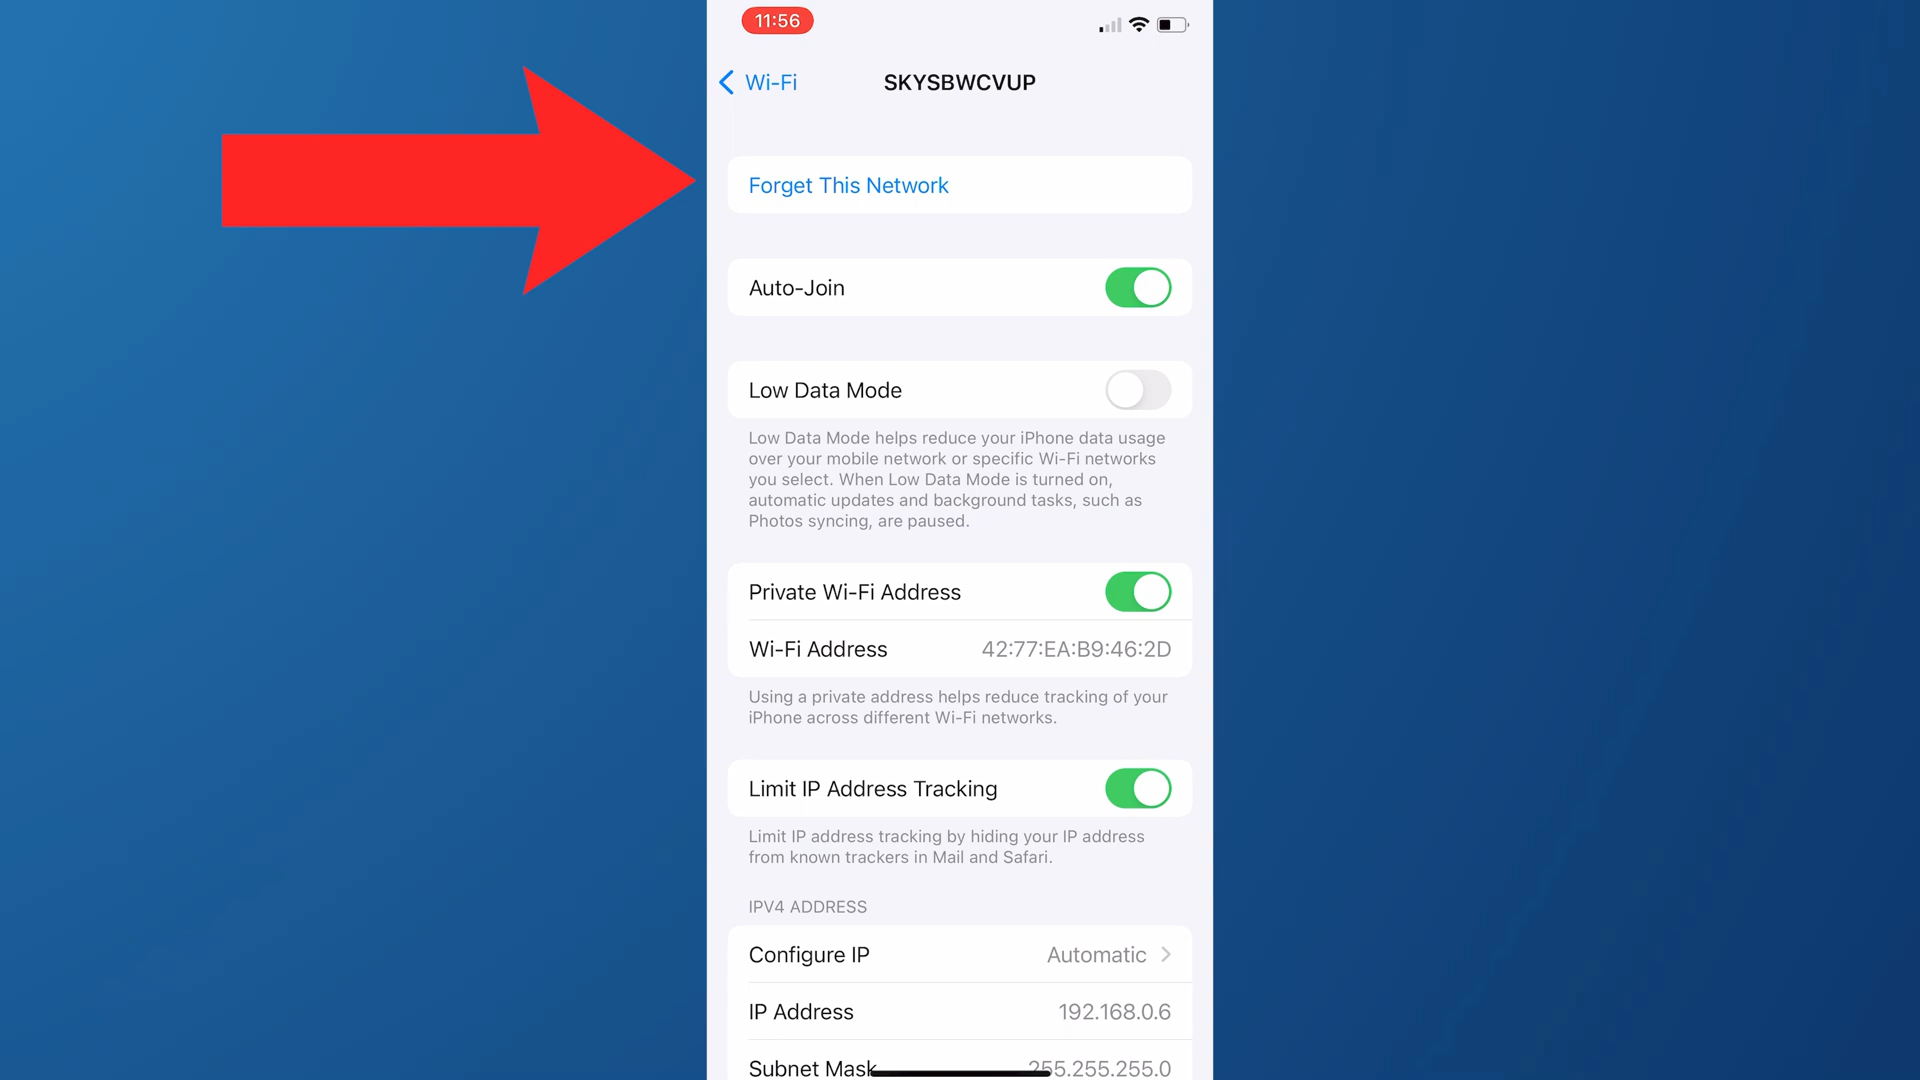 11:56
Wi-Fi
SKYSBWCVUP
Forget This Network
Auto-Join
Low Data Mode
Low Data Mode helps reduce your iPhone data usage
over your mobile network or specific Wi-Fi networks
you select. When Low Data Mode is turned on,
automatic updates and background tasks, such as
Photos syncing, are paused.
Private Wi-Fi Address
Wi-Fi Address 42:77:EA:B9:46:2D
Using a private address helps reduce tracking of your
iPhone across different Wi-Fi networks.
Limit IP Address Tracking
Limit IP address tracking by hiding your IP address
from known trackers in Mail and Safari.
IPV4 ADDRESS
Configure IP Automatic
IP Address 192.168.0.6
Subnet Mask 255.255.255.0